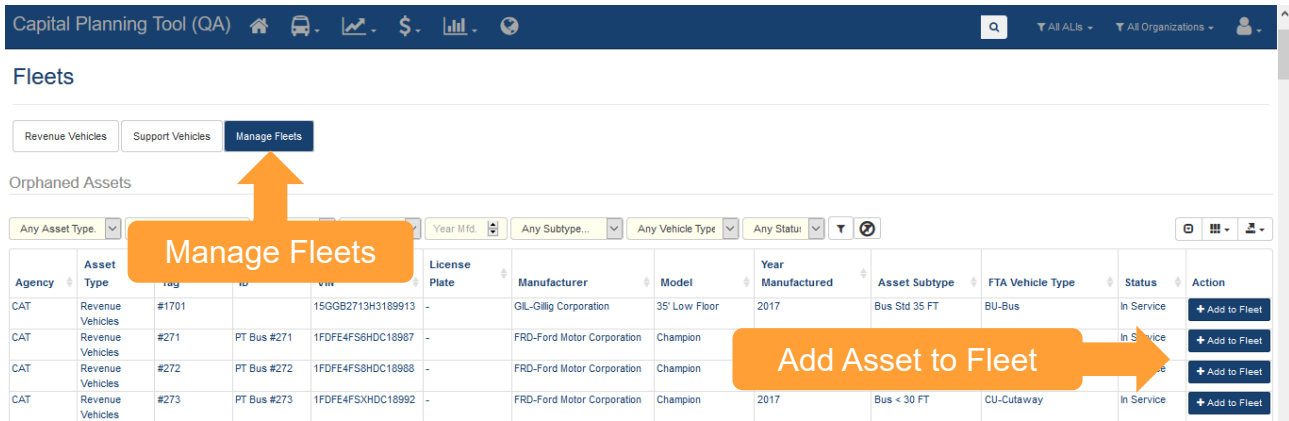 Capital Planning Tool (QA)
All ALIs
All Organizations
Fleets
Revenue Vehicles
Support Vehicles
Manage Fleets
Orphaned Assets
Any Asset Type.
Year Mfd.
Any Subtype...
Any Vehicle Type
Any Status
Manage Fleets
Agency
Asset Type
License Plate
Manufacturer
Model
Year Manufactured
Asset Subtype
FTA Vehicle Type
Status
Action
CAT Revenue Vehicles #1701 15GGB2713H3189913 - GIL-Gillig Corporation 35' Low Floor 2017 Bus Std 35 FT BU-Bus In Service + Add to Fleet
CAT Revenue Vehicles #271 PT Bus #271 1FDFE4FS6HDC18987 - FRD-Ford Motor Corporation Champion + Add to Fleet
Add Asset to Fleet
CAT Revenue Vehicles #272 PT Bus #272 1FDFE4FS8HDC18988 - FRD-Ford Motor Corporation Champion + Add to Fleet
CAT Revenue Vehicles #273 PT Bus #273 1FDFE4FSXHDC18992 - FRD-Ford Motor Corporation Champion 2017 Bus < 30 FT CU-Cutaway In Service + Add to Fleet